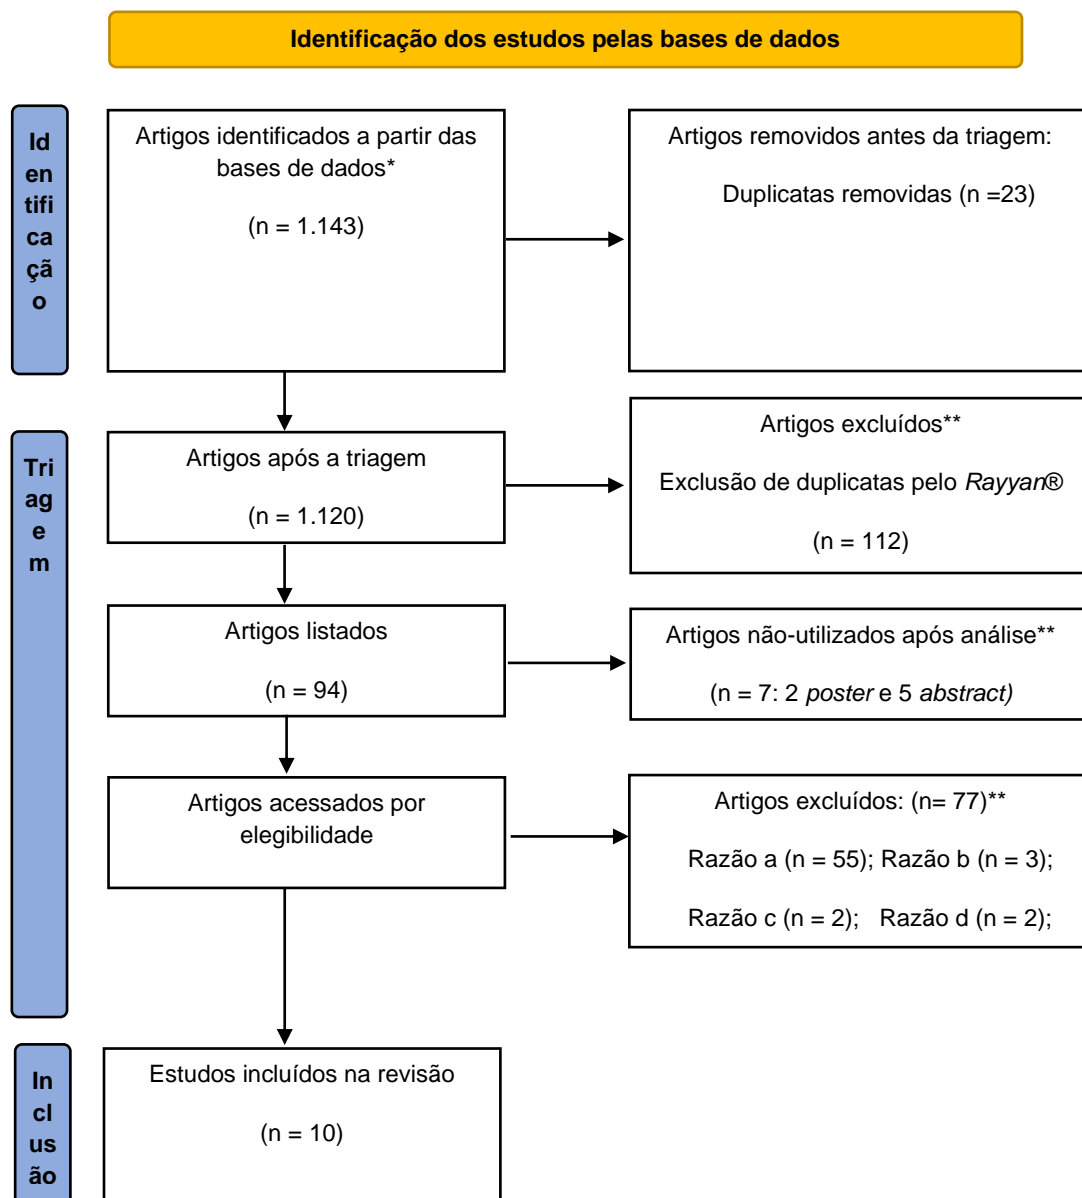 Identificação dos estudos pelas bases de dados
Id
en
tifi
ca
çã
o
Artigos identificados a partir das
bases de dados*
(n = 1.143)
Artigos removidos antes da triagem:
Duplicatas removidas (n =23)
Tri
ag
e
m
Artigos após a triagem
(n = 1.120)
Artigos excluídos**
Exclusão de duplicatas pelo Rayyan®
(n = 112)
Artigos listados
(n = 94)
Artigos não-utilizados após análise**
(n = 7: 2 poster e 5 abstract)
Artigos acessados por
elegibilidade
Artigos excluídos: (n= 77)**
Razão a (n = 55); Razão b (n = 3);
Razão c (n = 2); Razão d (n = 2);
In
cl
us
ão
Estudos incluídos na revisão
(n = 10)